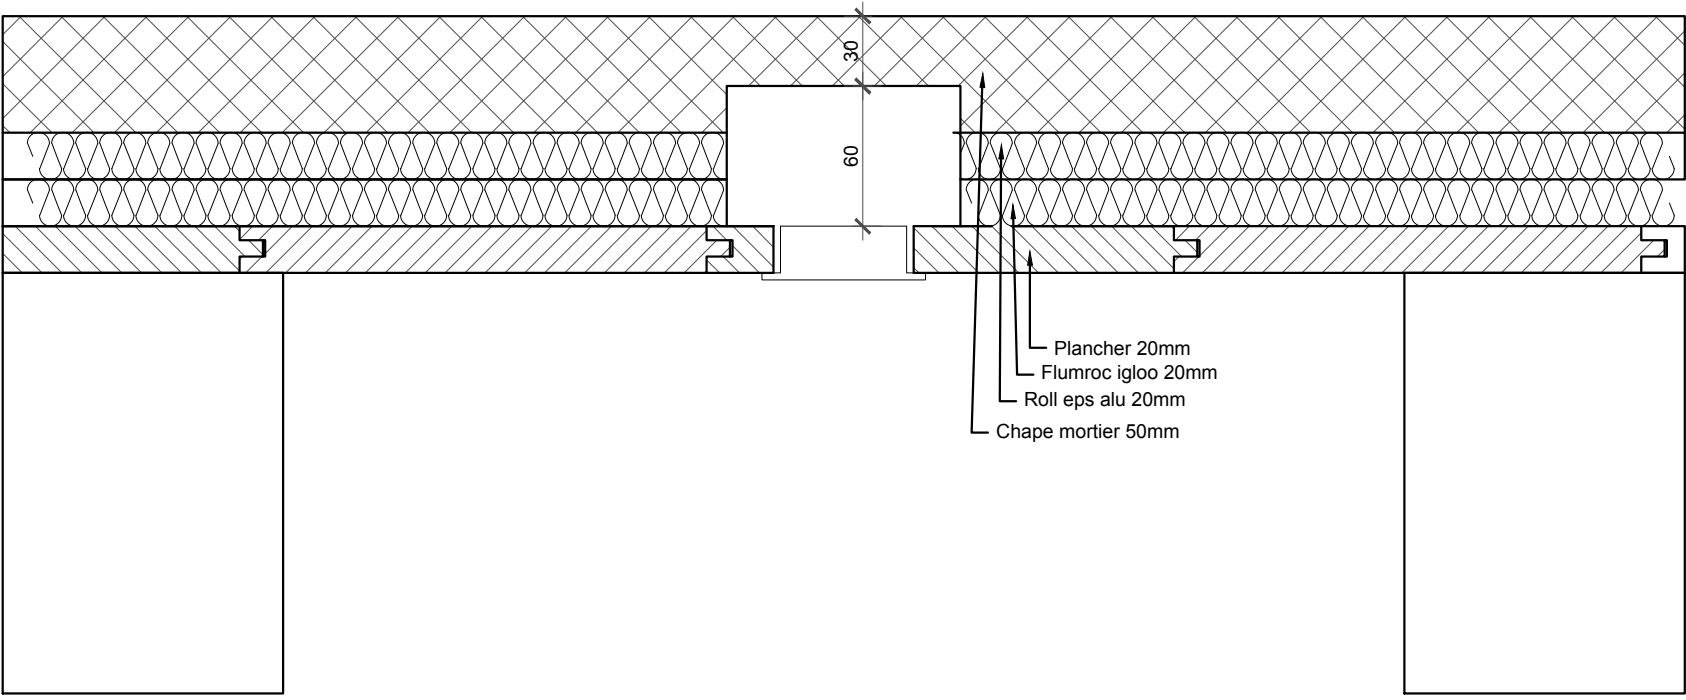 30
60
Plancher 20mm
Flumroc igloo 20mm
Roll eps alu 20mm
Chape mortier 50mm